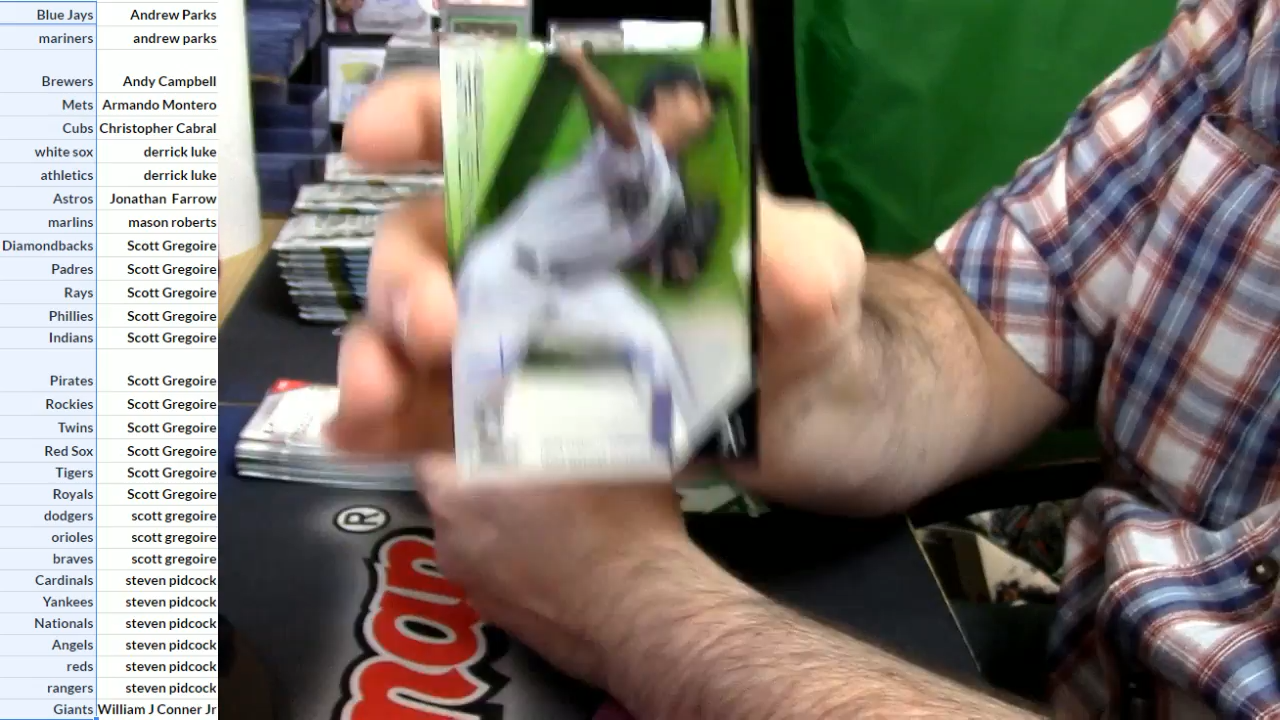 Blue Jays Andrew Parks
mariners andrew parks
Brewers Andy Campbell
Mets Armando Montero
Cubs Christopher Cabral
white sox derrick luke
athletics derrick luke
Astros Jonathan Farrow
marlins mason roberts
Diamondbacks Scott Gregoire
Padres Scott Gregoire
Rays Scott Gregoire
Phillies Scott Gregoire
Indians Scott Gregoire
Pirates Scott Gregoire
Rockies Scott Gregoire
Twins Scott Gregoire
Red Sox Scott Gregoire
Tigers Scott Gregoire
Royals Scott Gregoire
dodgers scott gregoire
orioles scott gregoire
braves scott gregoire
Cardinals steven pidcock
Yankees steven pidcock
Nationals steven pidcock
Angels steven pidcock
reds steven pidcock
rangers steven pidcock
Giants William J Conner Jr
®